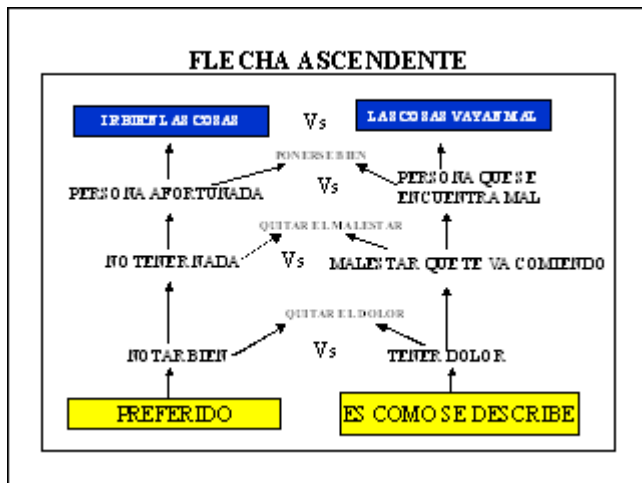 FLECHA ASCENDENTE
IR BIEN LAS COSAS
Vs
LAS COSAS VAYAN MAL
PONERSE BIEN
PERSONA AFORTUNADA
Vs
PERSONA QUE SE
ENCUENTRA MAL
QUITAR EL MALESTAR
NO TENER NADA
Vs
MALESTAR QUE TE VA COMIENDO
QUITAR EL DOLOR
NOTAR BIEN
Vs
TENER DOLOR
PREFERIDO
ES COMO SE DESCRIBE